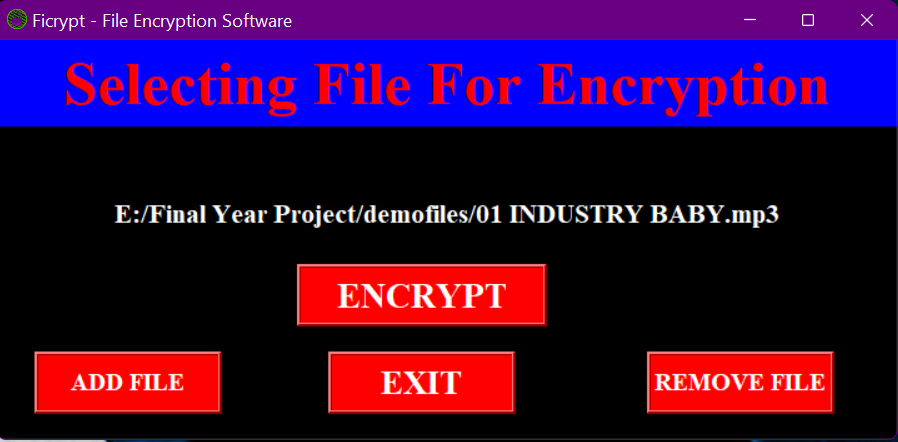 Ficrypt - File Encryption Software
Selecting File For Encryption
E:/Final Year Project/demofiles/01 INDUSTRY BABY.mp3
ENCRYPT
ADD FILE
EXIT
REMOVE FILE